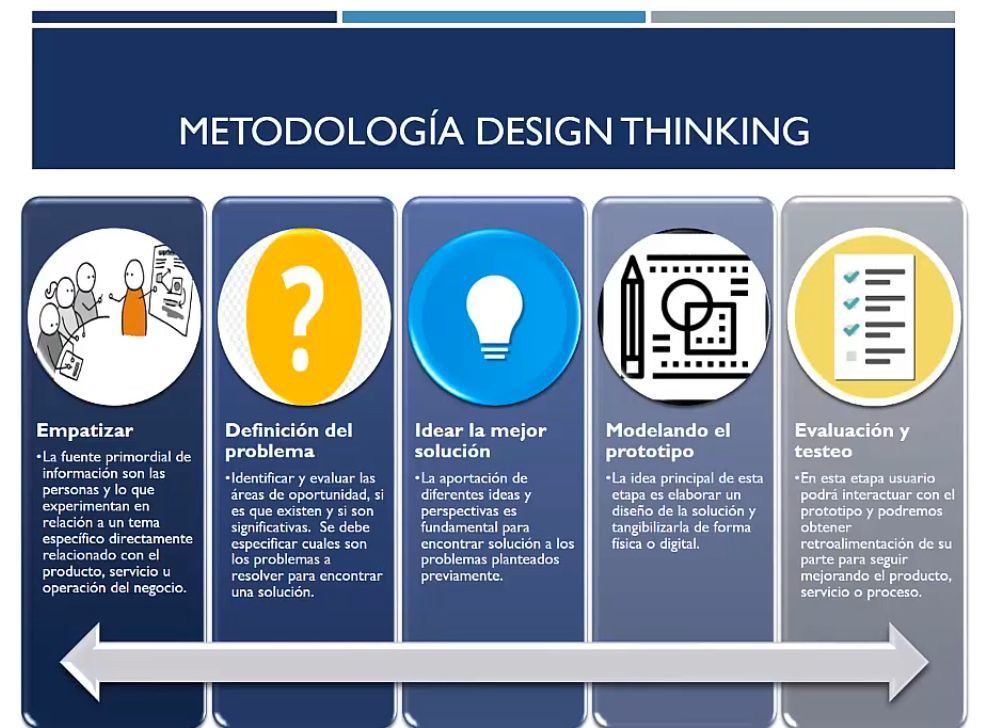 METODOLOGÍA DESIGN THINKING
Empatizar
•La fuente primordial de
información son las
personas y lo que
experimentan en
relación a un tema
específico directamente
relacionado con el
producto, servicio u
operación del negocio.
Definición del
problema
•Identificar y evaluar las
áreas de oportunidad, si
es que existen y si son
significativas. Se debe
especificar cuales son
los problemas a
resolver para encontrar
una solución.
Idear la mejor
solución
•La aportación de
diferentes ideas y
perspectivas es
fundamental para
encontrar solución a los
problemas planteados
previamente.
Modelando el
prototipo
•La idea principal de esta
etapa es elaborar un
diseño de la solución y
tangibilizarla de forma
física o digital.
Evaluación y
testeo
•En esta etapa usuario
podrá interactuar con el
prototipo y podremos
obtener
retroalimentación de su
parte para seguir
mejorando el producto,
servicio o proceso.